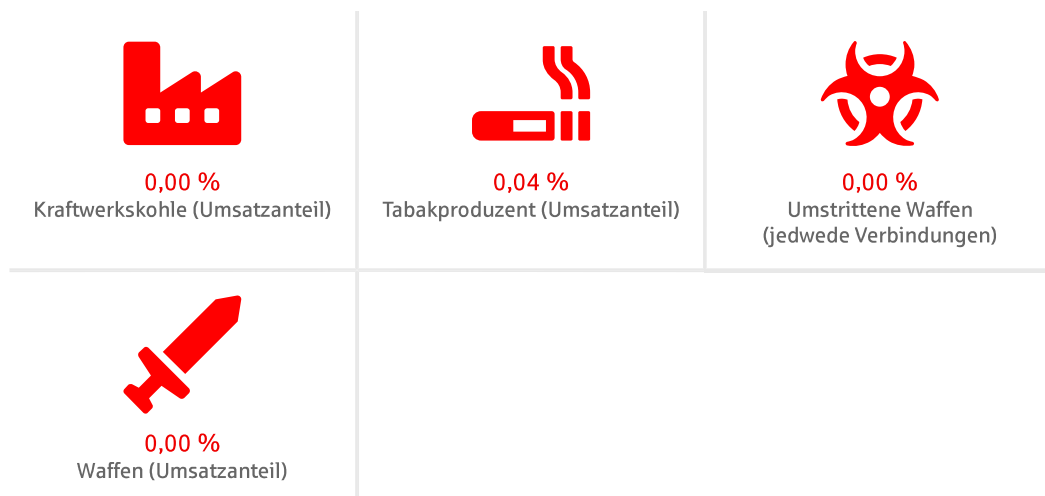 0,00 %
Kraftwerkskohle (Umsatzanteil)
0,04 %
Tabakproduzent (Umsatzanteil)
0,00 %
Umstrittene Waffen
(jedwede Verbindungen)
0,00 %
Waffen (Umsatzanteil)